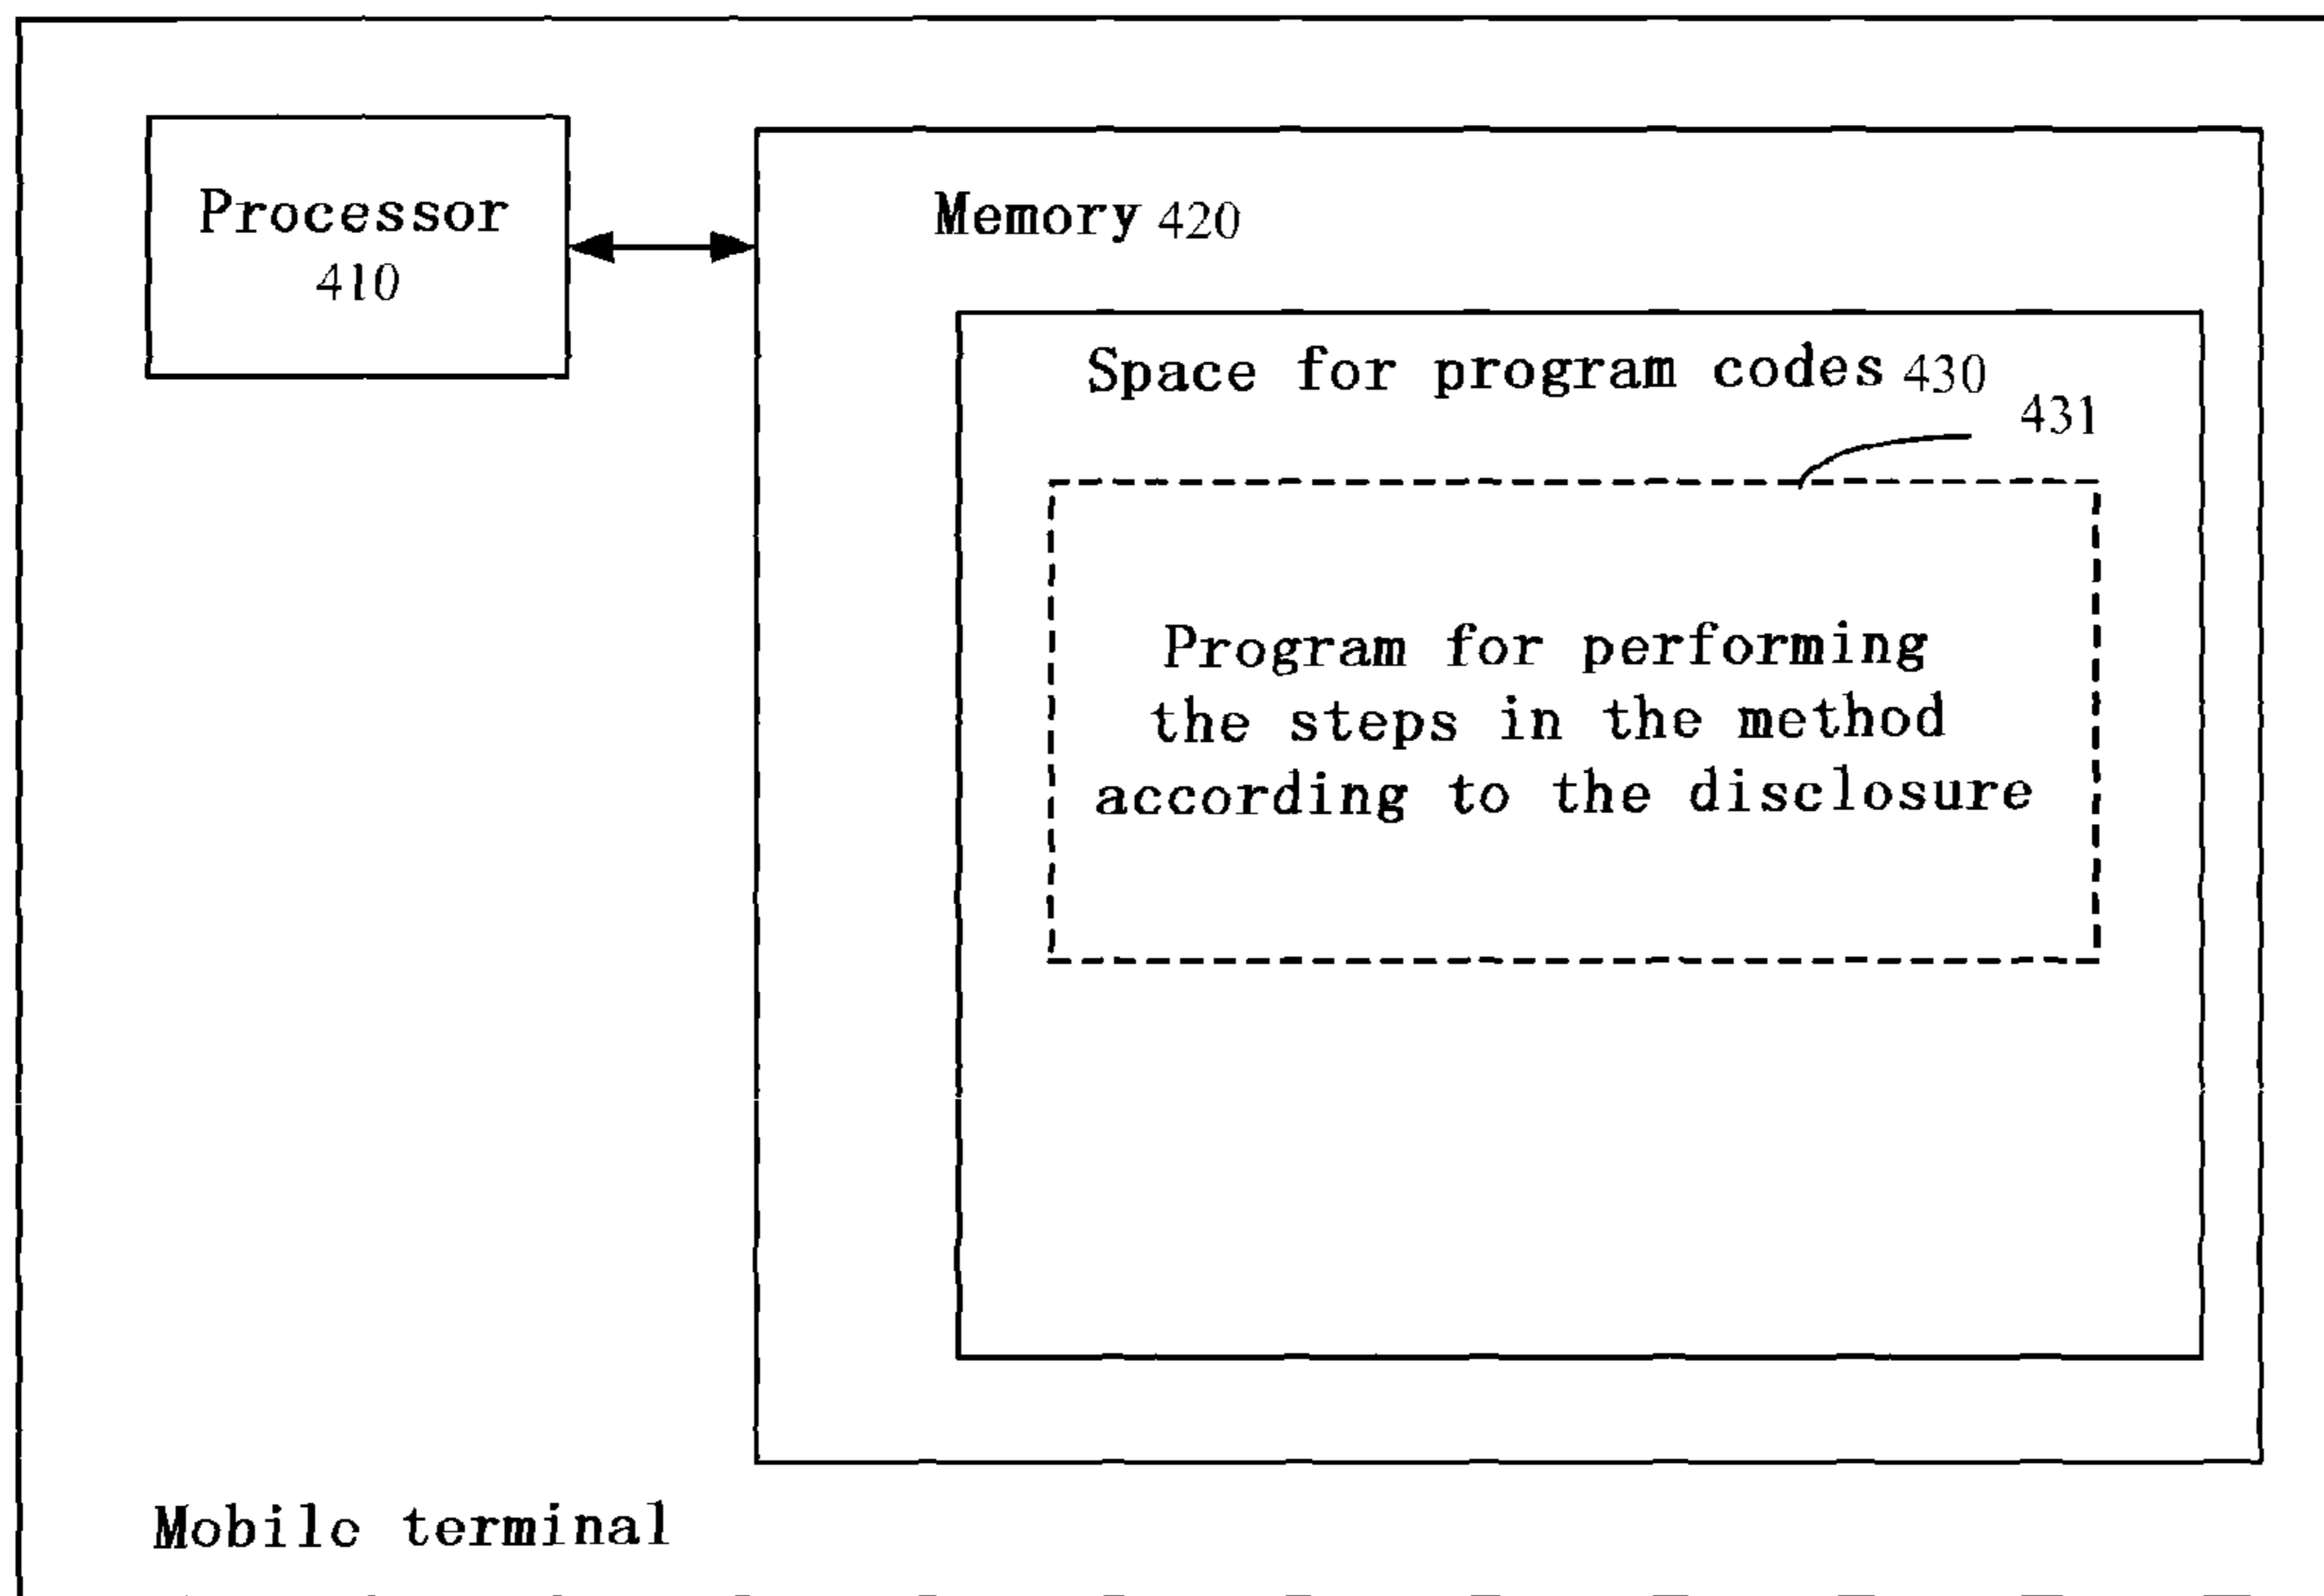 Processor
410
Memory 420
Space for program codes 430
431
Program for performing
the steps in the method
according to the disclosure
Mobile terminal